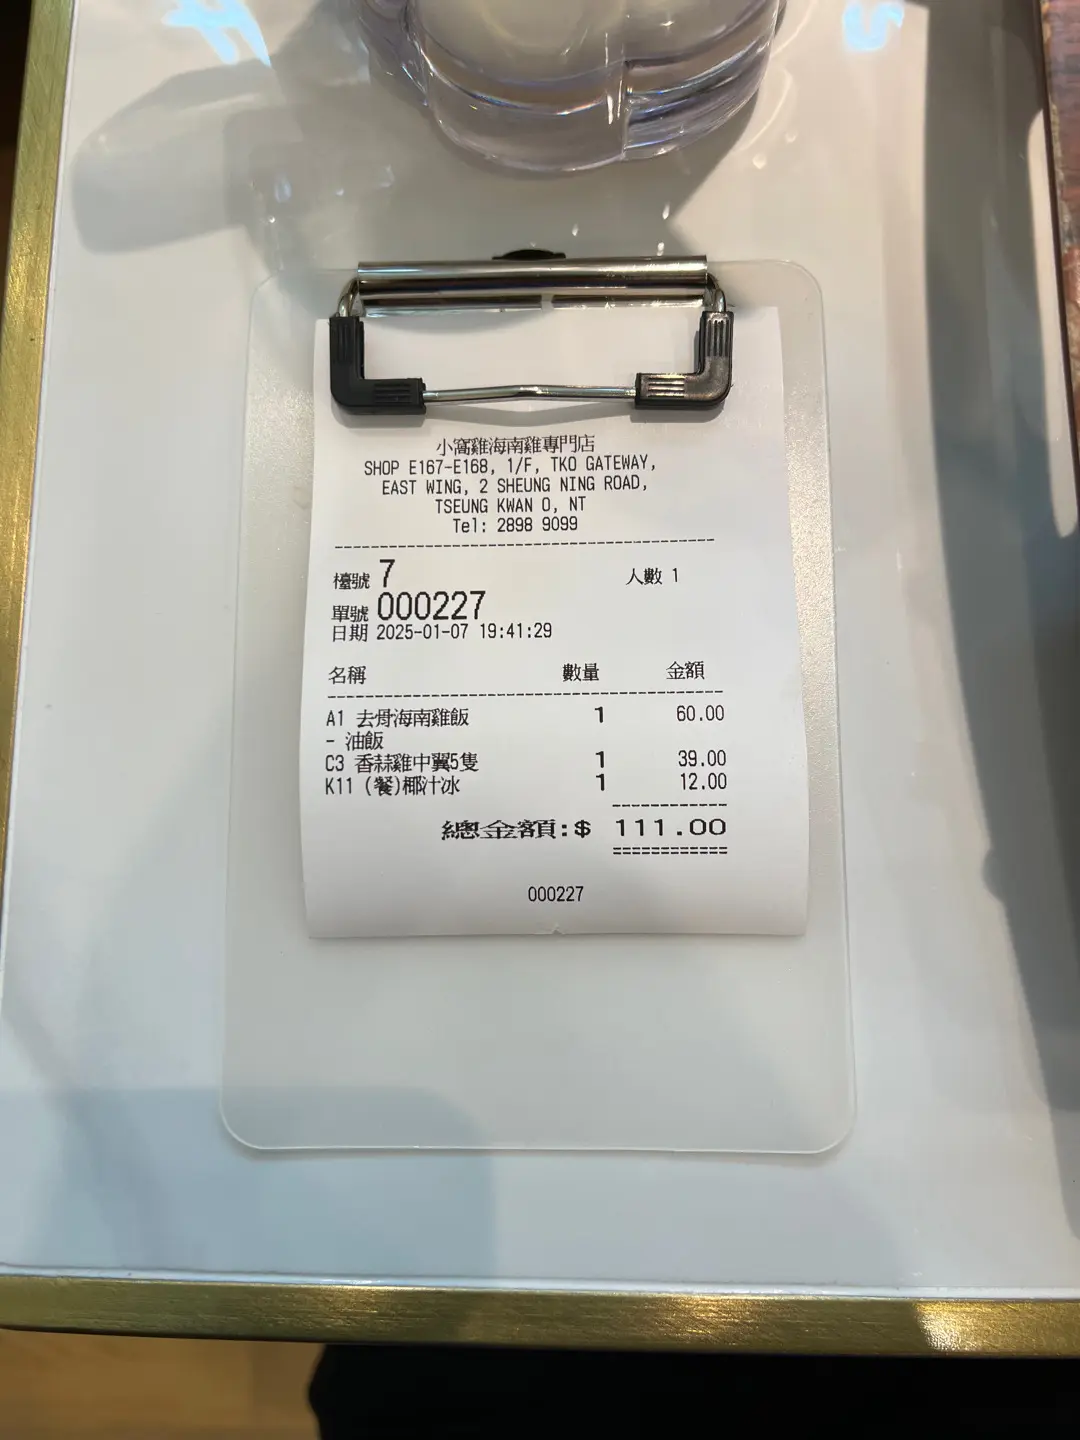 小窩雞海南雞專門店
SHOP E167-E168, 1/F, TKO GATEWAY,
EAST WING, 2 SHEUNG NING ROAD,
TSEUNG KWAN O, NT
Tel: 2898 9099
檯號 7 人數 1
單號 000227
日期 2025-01-07 19:41:29
名稱 數量 金額
A1 去骨海南雞飯 1 60.00
- 油飯
C3 香蒜雞中翼5隻 1 39.00
K11 (餐)椰汁冰 1 12.00
總金額:$ 111.00
000227